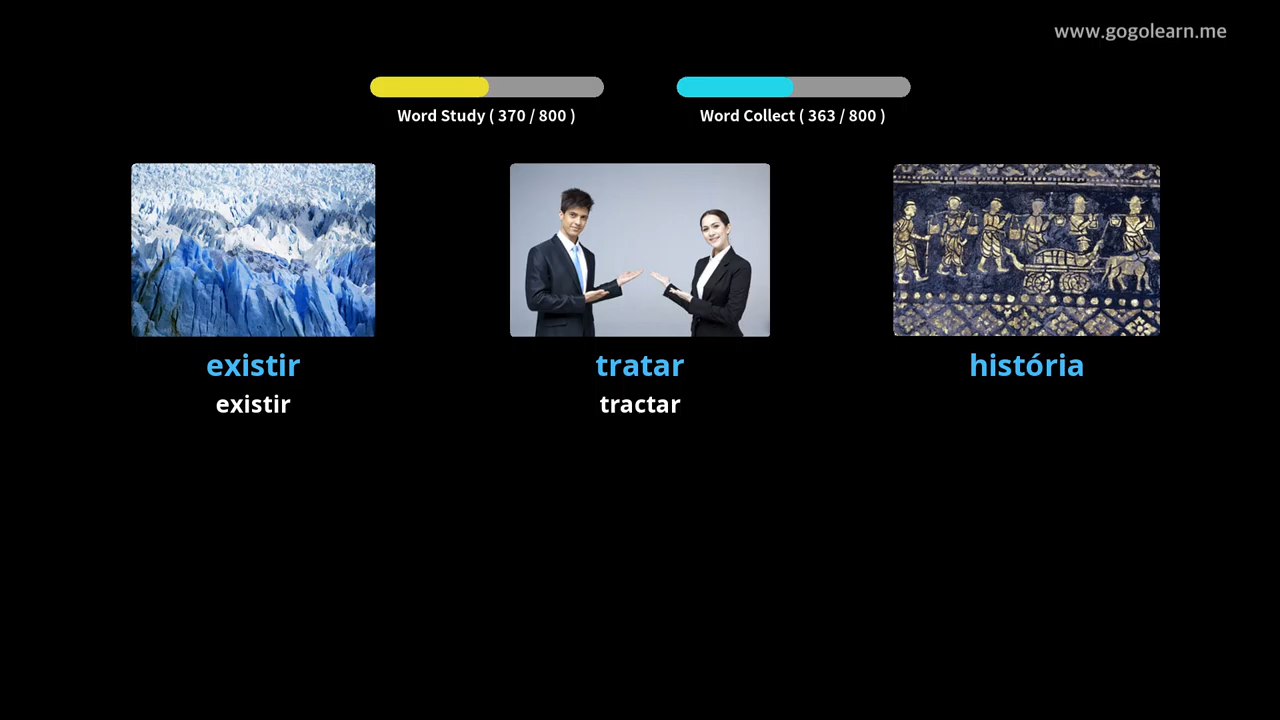 www.gogolearn.me
Word Study ( 370 / 800 )
Word Collect ( 363 / 800 )
existir
tratar
história
existir
tractar